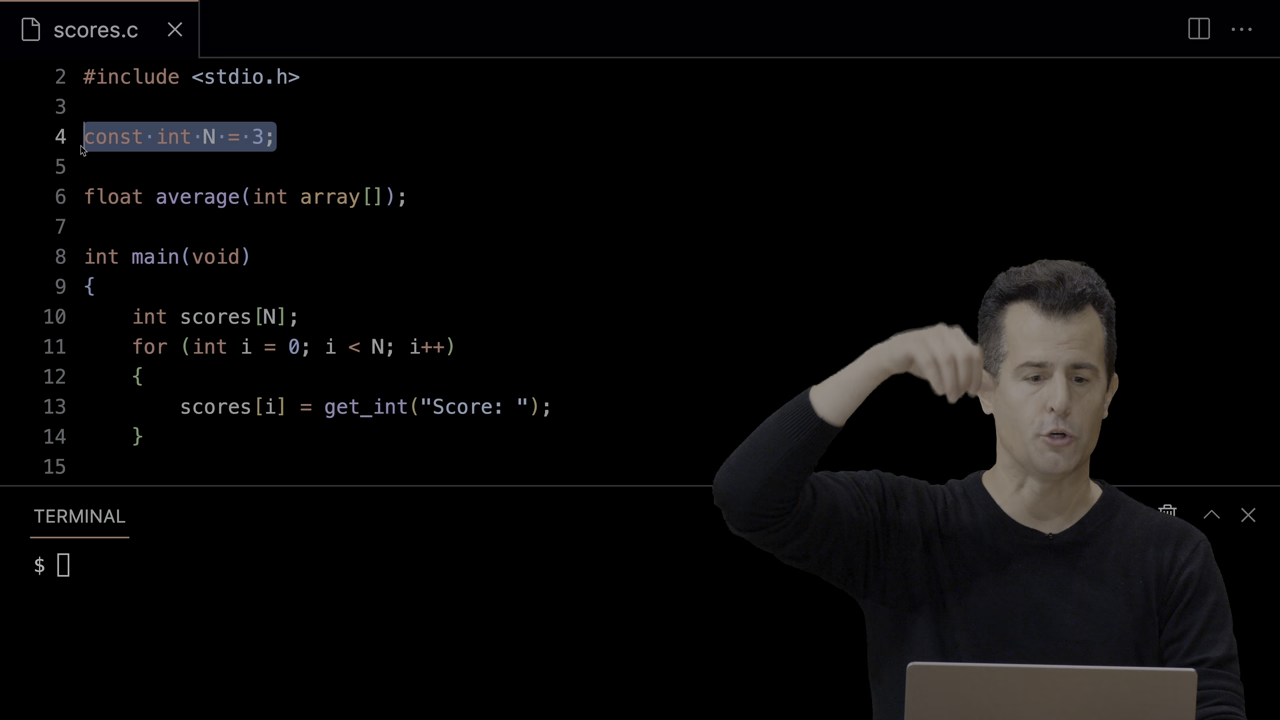 scores.c
2 #include <stdio.h>
3
4 const int N = 3;
5
6 float average(int array[]);
7
8 int main(void)
9 {
10     int scores[N];
11     for (int i = 0; i < N; i++)
12     {
13         scores[i] = get_int("Score: ");
14     }
15
TERMINAL
$